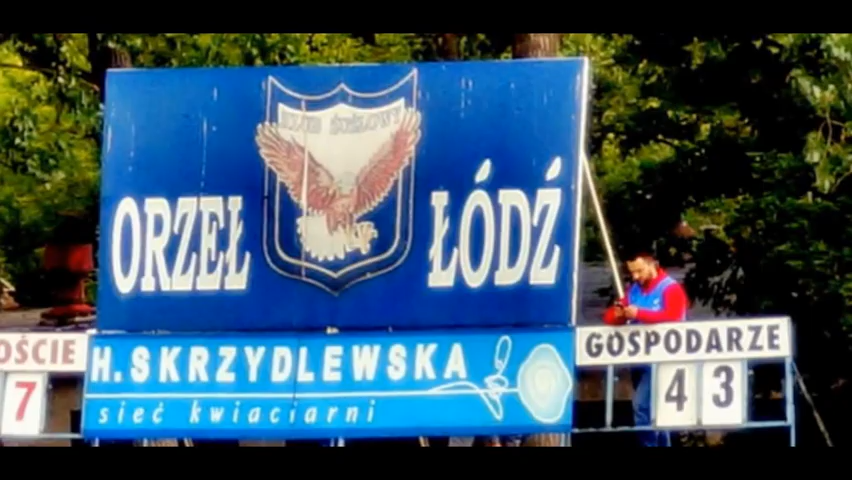 KLUB ŻUŻLOWY
ORZEŁ ŁÓDŹ
OŚCIE
7
H.SKRZYDLEWSKA
sieć kwiaciarni
GOSPODARZE
43